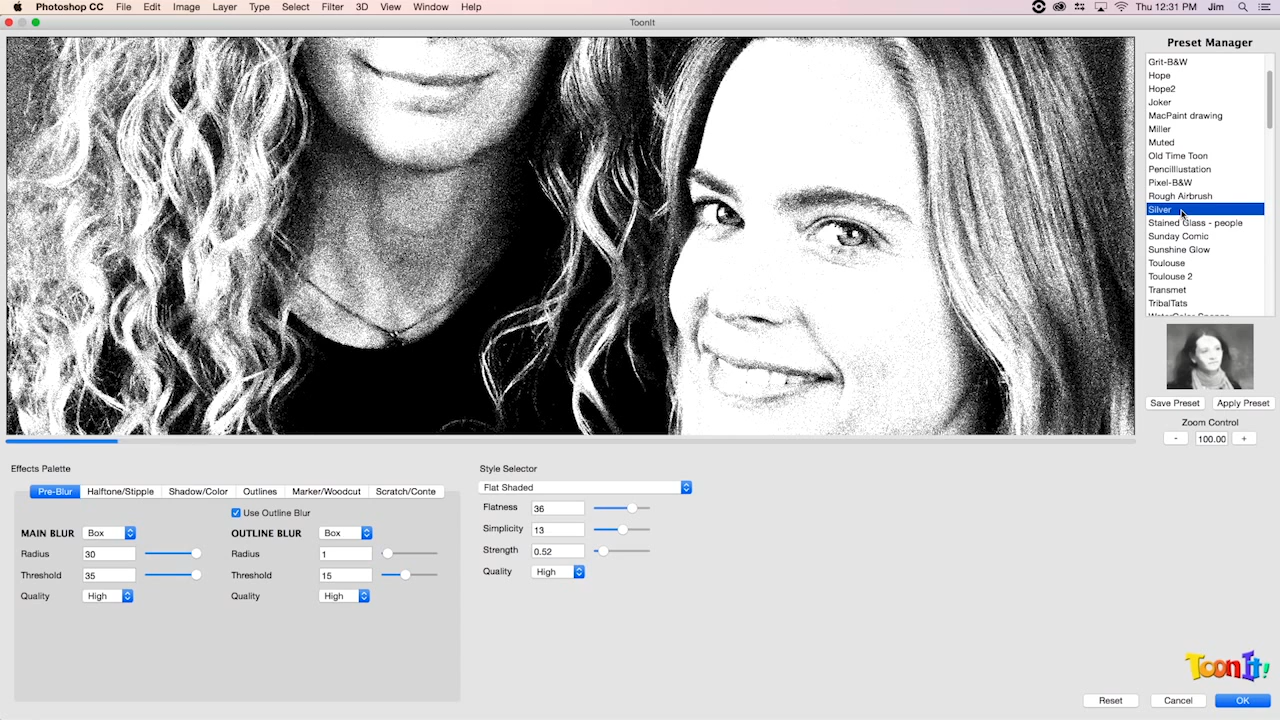 Photoshop CC File Edit Image Layer Type Select Filter 3D View Window Help Thu 12:31 PM Jim
ToonIt
Preset Manager
Grit-B&W
Hope
Hope2
Joker
MacPaint drawing
Miller
Muted
Old Time Toon
PencilIlustation
Pixel-B&W
Rough Airbrush
Silver
Stained Glass - people
Sunday Comic
Sunshine Glow
Toulouse
Toulouse 2
Transmet
TribalTats
Save Preset Apply Preset
Zoom Control
- 100.00 +
Effects Palette
Pre-Blur Halftone/Stipple Shadow/Color Outlines Marker/Woodcut Scratch/Conte
Use Outline Blur
MAIN BLUR Box OUTLINE BLUR Box
Radius 30 Radius 1
Threshold 35 Threshold 15
Quality High Quality High
Style Selector
Flat Shaded
Flatness 36
Simplicity 13
Strength 0.52
Quality High
ToonIt!
Reset Cancel OK